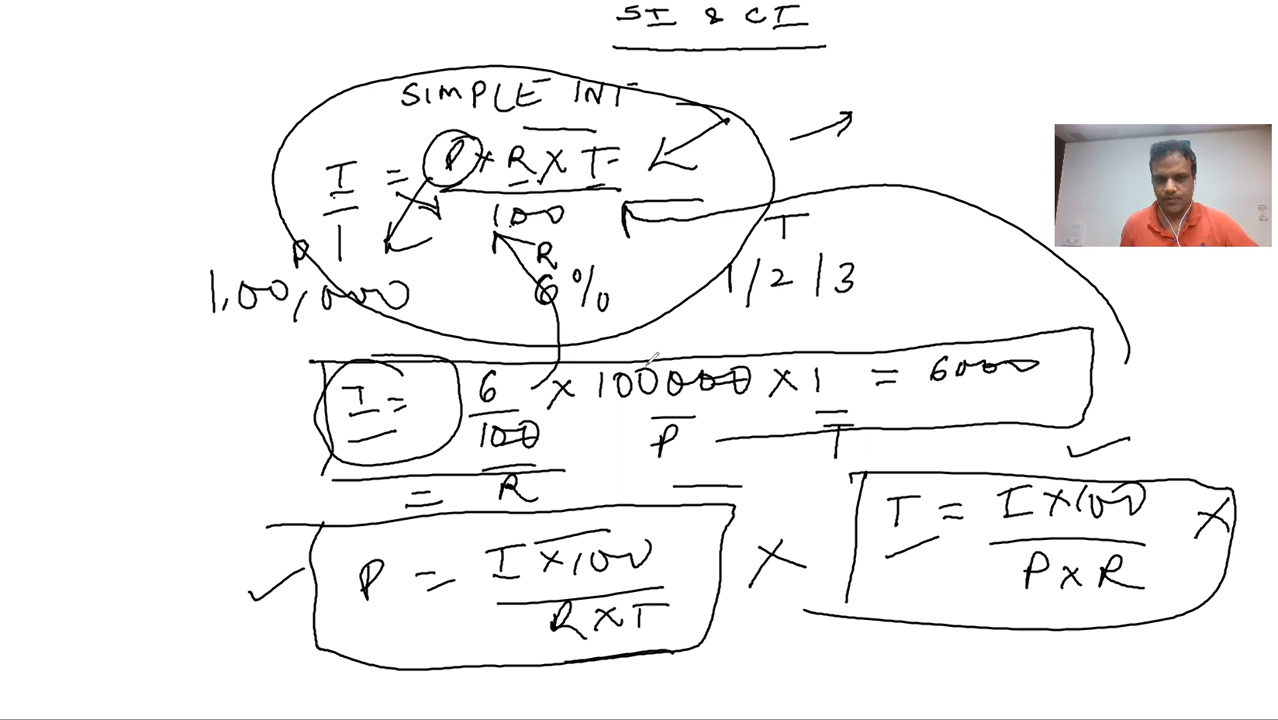 SI & CI
SIMPLE INT
I = P x R x T
100
1
P
R
T
1,00,000
6%
1/2/3
I = 6/100 x 100000 x 1 = 6000
R
P
T
=
P = I x 100 / R x T
T = I x 100 / P x R